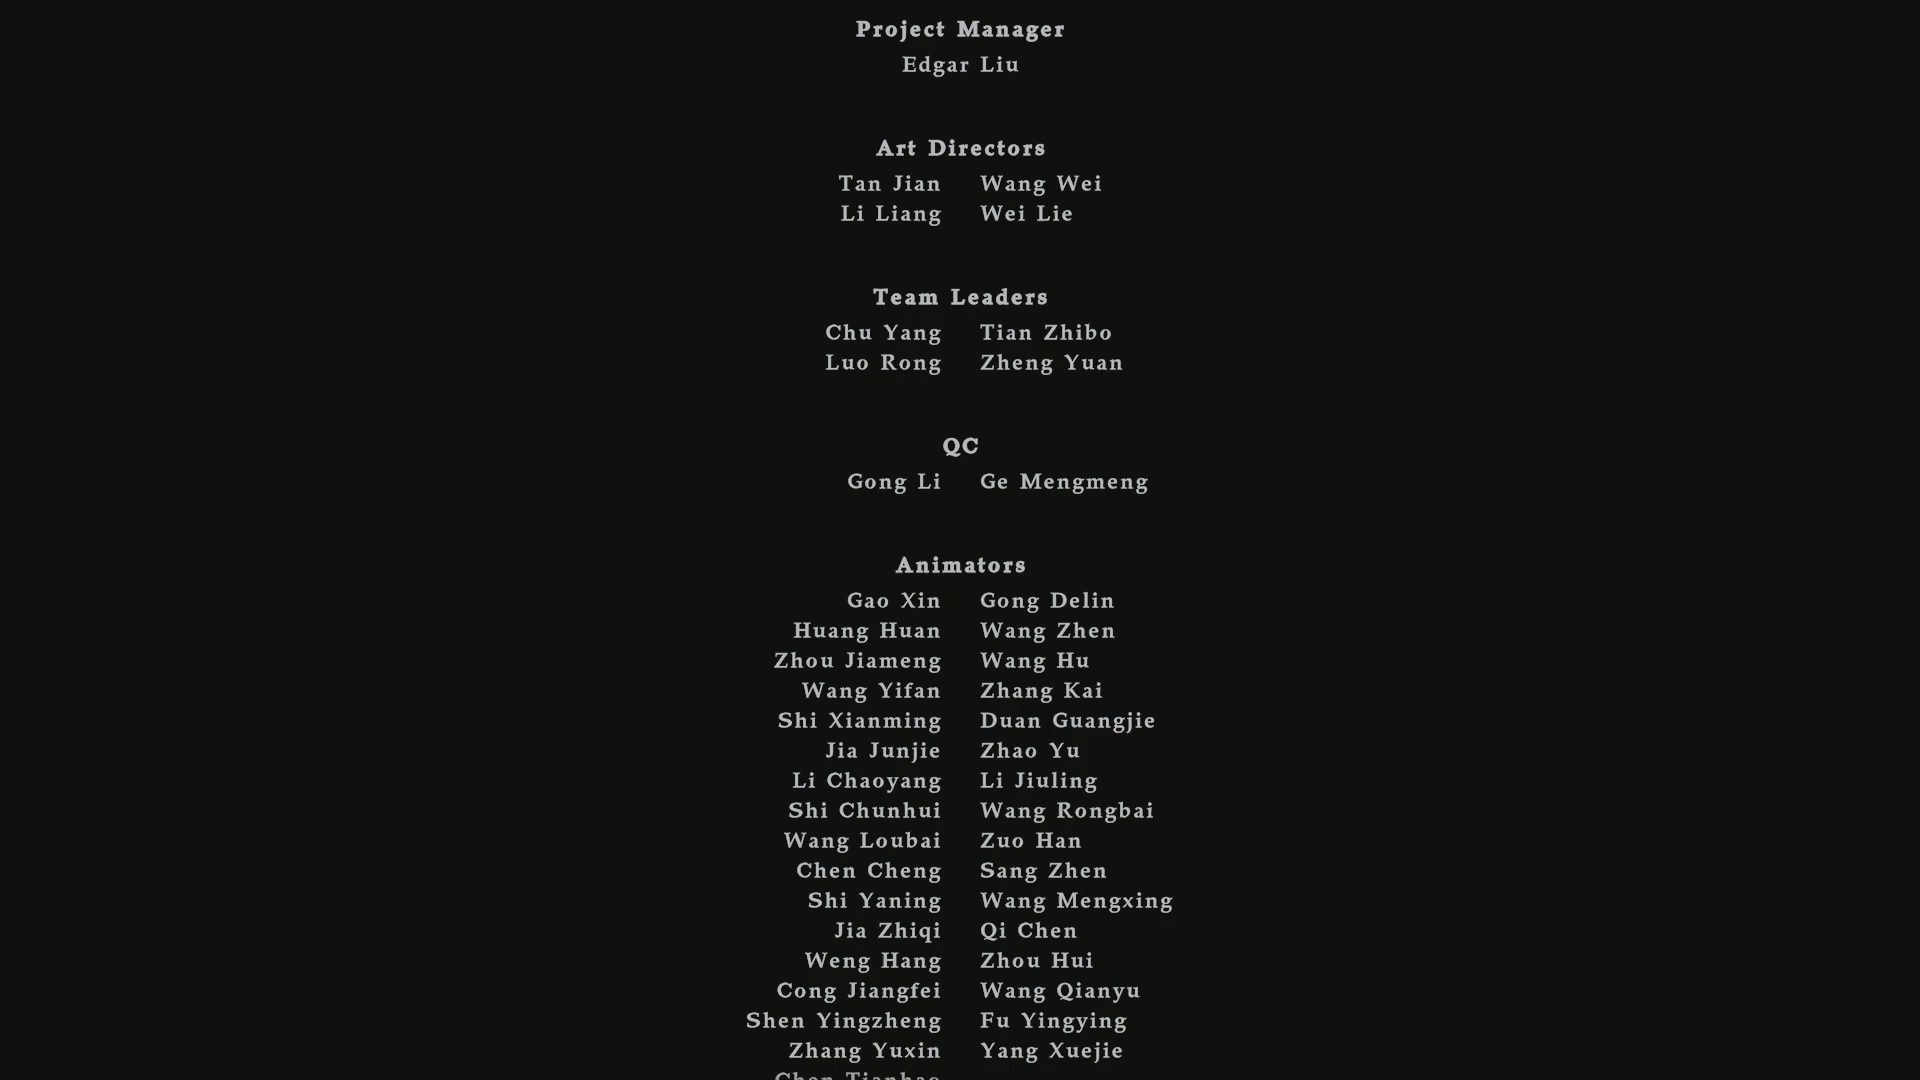 Project Manager
Edgar Liu
Art Directors
Tan Jian Wang Wei
Li Liang Wei Lie
Team Leaders
Chu Yang Tian Zhibo
Luo Rong Zheng Yuan
QC
Gong Li Ge Mengmeng
Animators
Gao Xin Gong Delin
Huang Huan Wang Zhen
Zhou Jiameng Wang Hu
Wang Yifan Zhang Kai
Shi Xianming Duan Guangjie
Jia Junjie Zhao Yu
Li Chaoyang Li Jiuling
Shi Chunhui Wang Rongbai
Wang Loubai Zuo Han
Chen Cheng Sang Zhen
Shi Yaning Wang Mengxing
Jia Zhiqi Qi Chen
Weng Hang Zhou Hui
Cong Jiangfei Wang Qianyu
Shen Yingzheng Fu Yingying
Zhang Yuxin Yang Xuejie